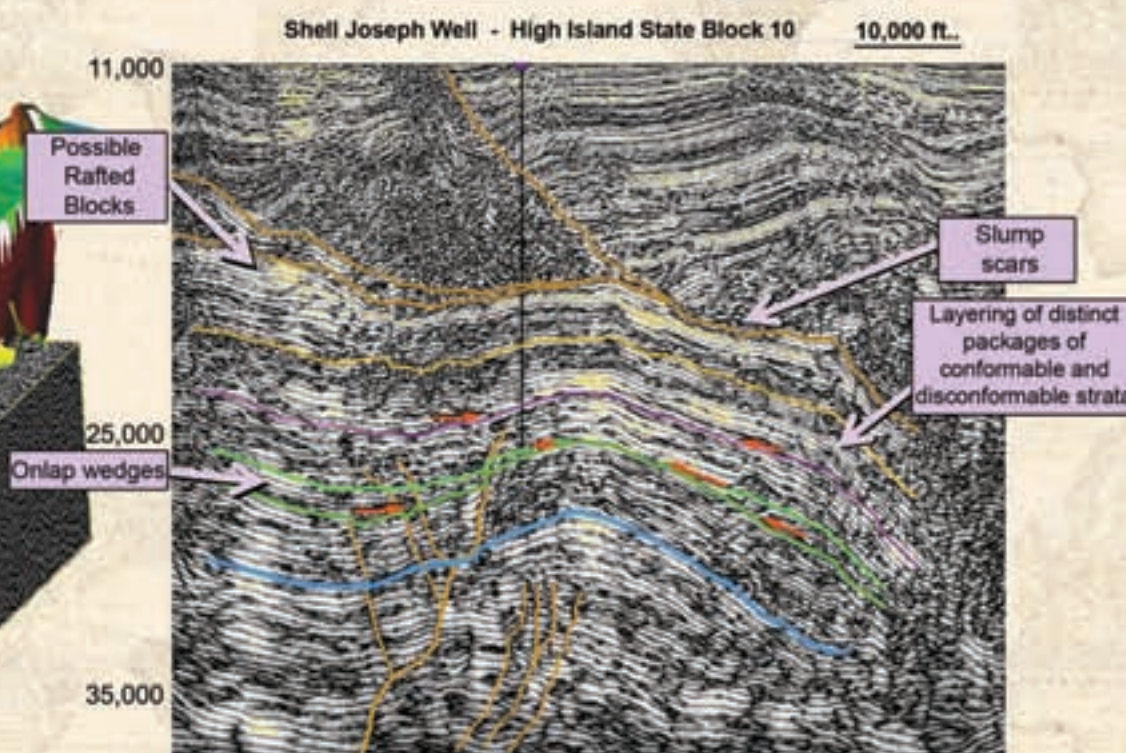 Shell Joseph Well - High Island State Block 10
10,000 ft..
11,000
Possible
Rafted
Blocks
Slump
scars
Layering of distinct
packages of
conformable and
disconformable strata
25,000
Onlap wedges
35,000